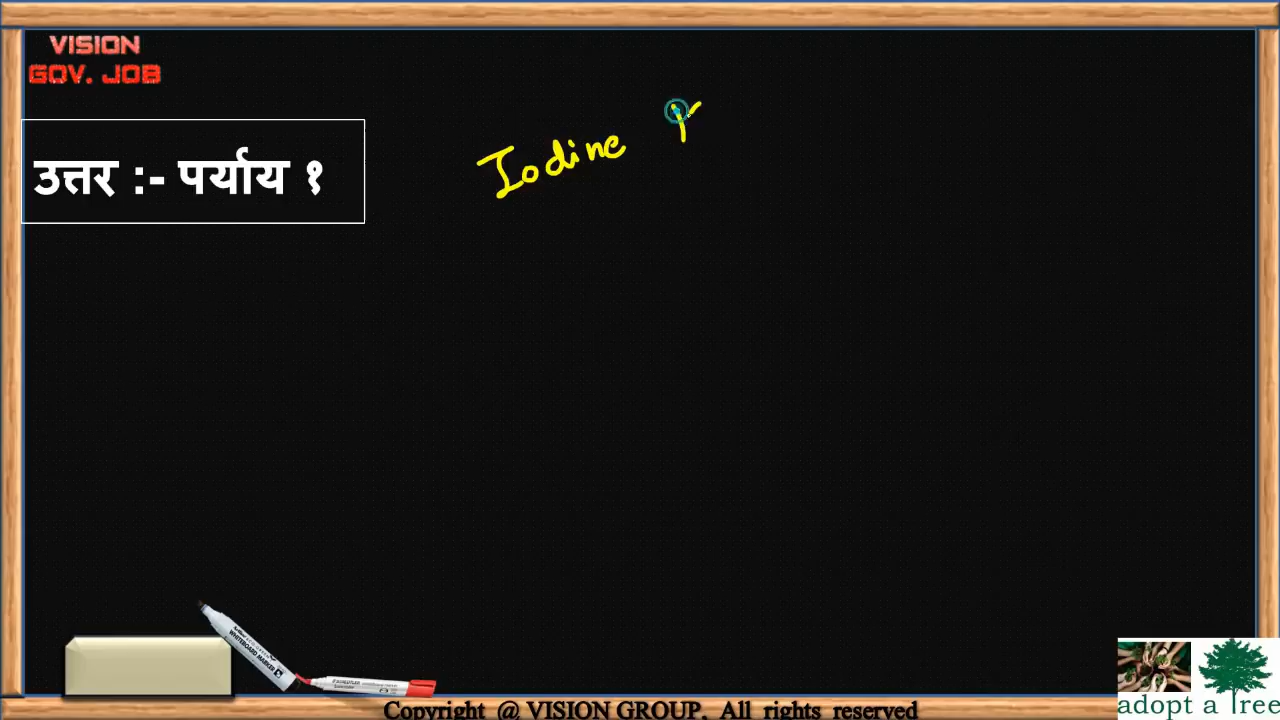 VISION
GOV. JOB
उत्तर :- पर्याय १
Iodine
Copyright @ VISION GROUP. All rights reserved
adopt a Tree